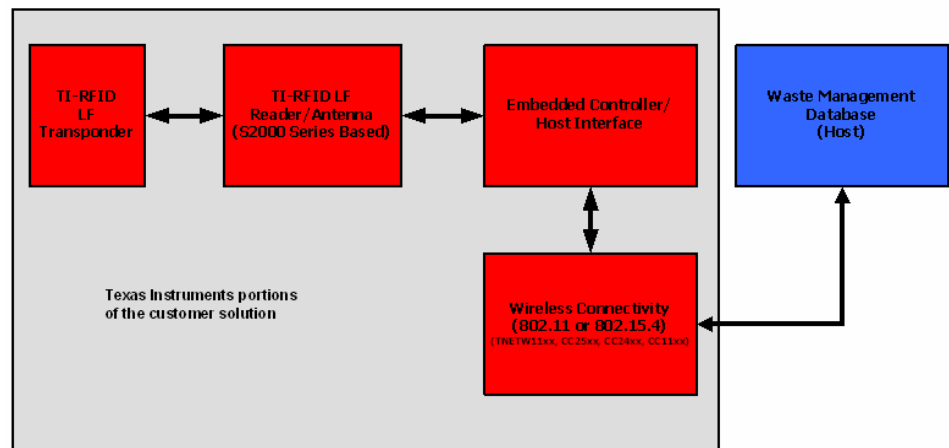 TI-RFID
LF
Transponder
TI-RFID LF
Reader/Antenna
(S2000 Series Based)
Embedded Controller/
Host Interface
Waste Management
Database
(Host)
Texas Instruments portions
of the customer solution
Wireless Connectivity
(802.11 or 802.15.4)
(TNETW11xx, CC25xx, CC24xx, CC11xx)